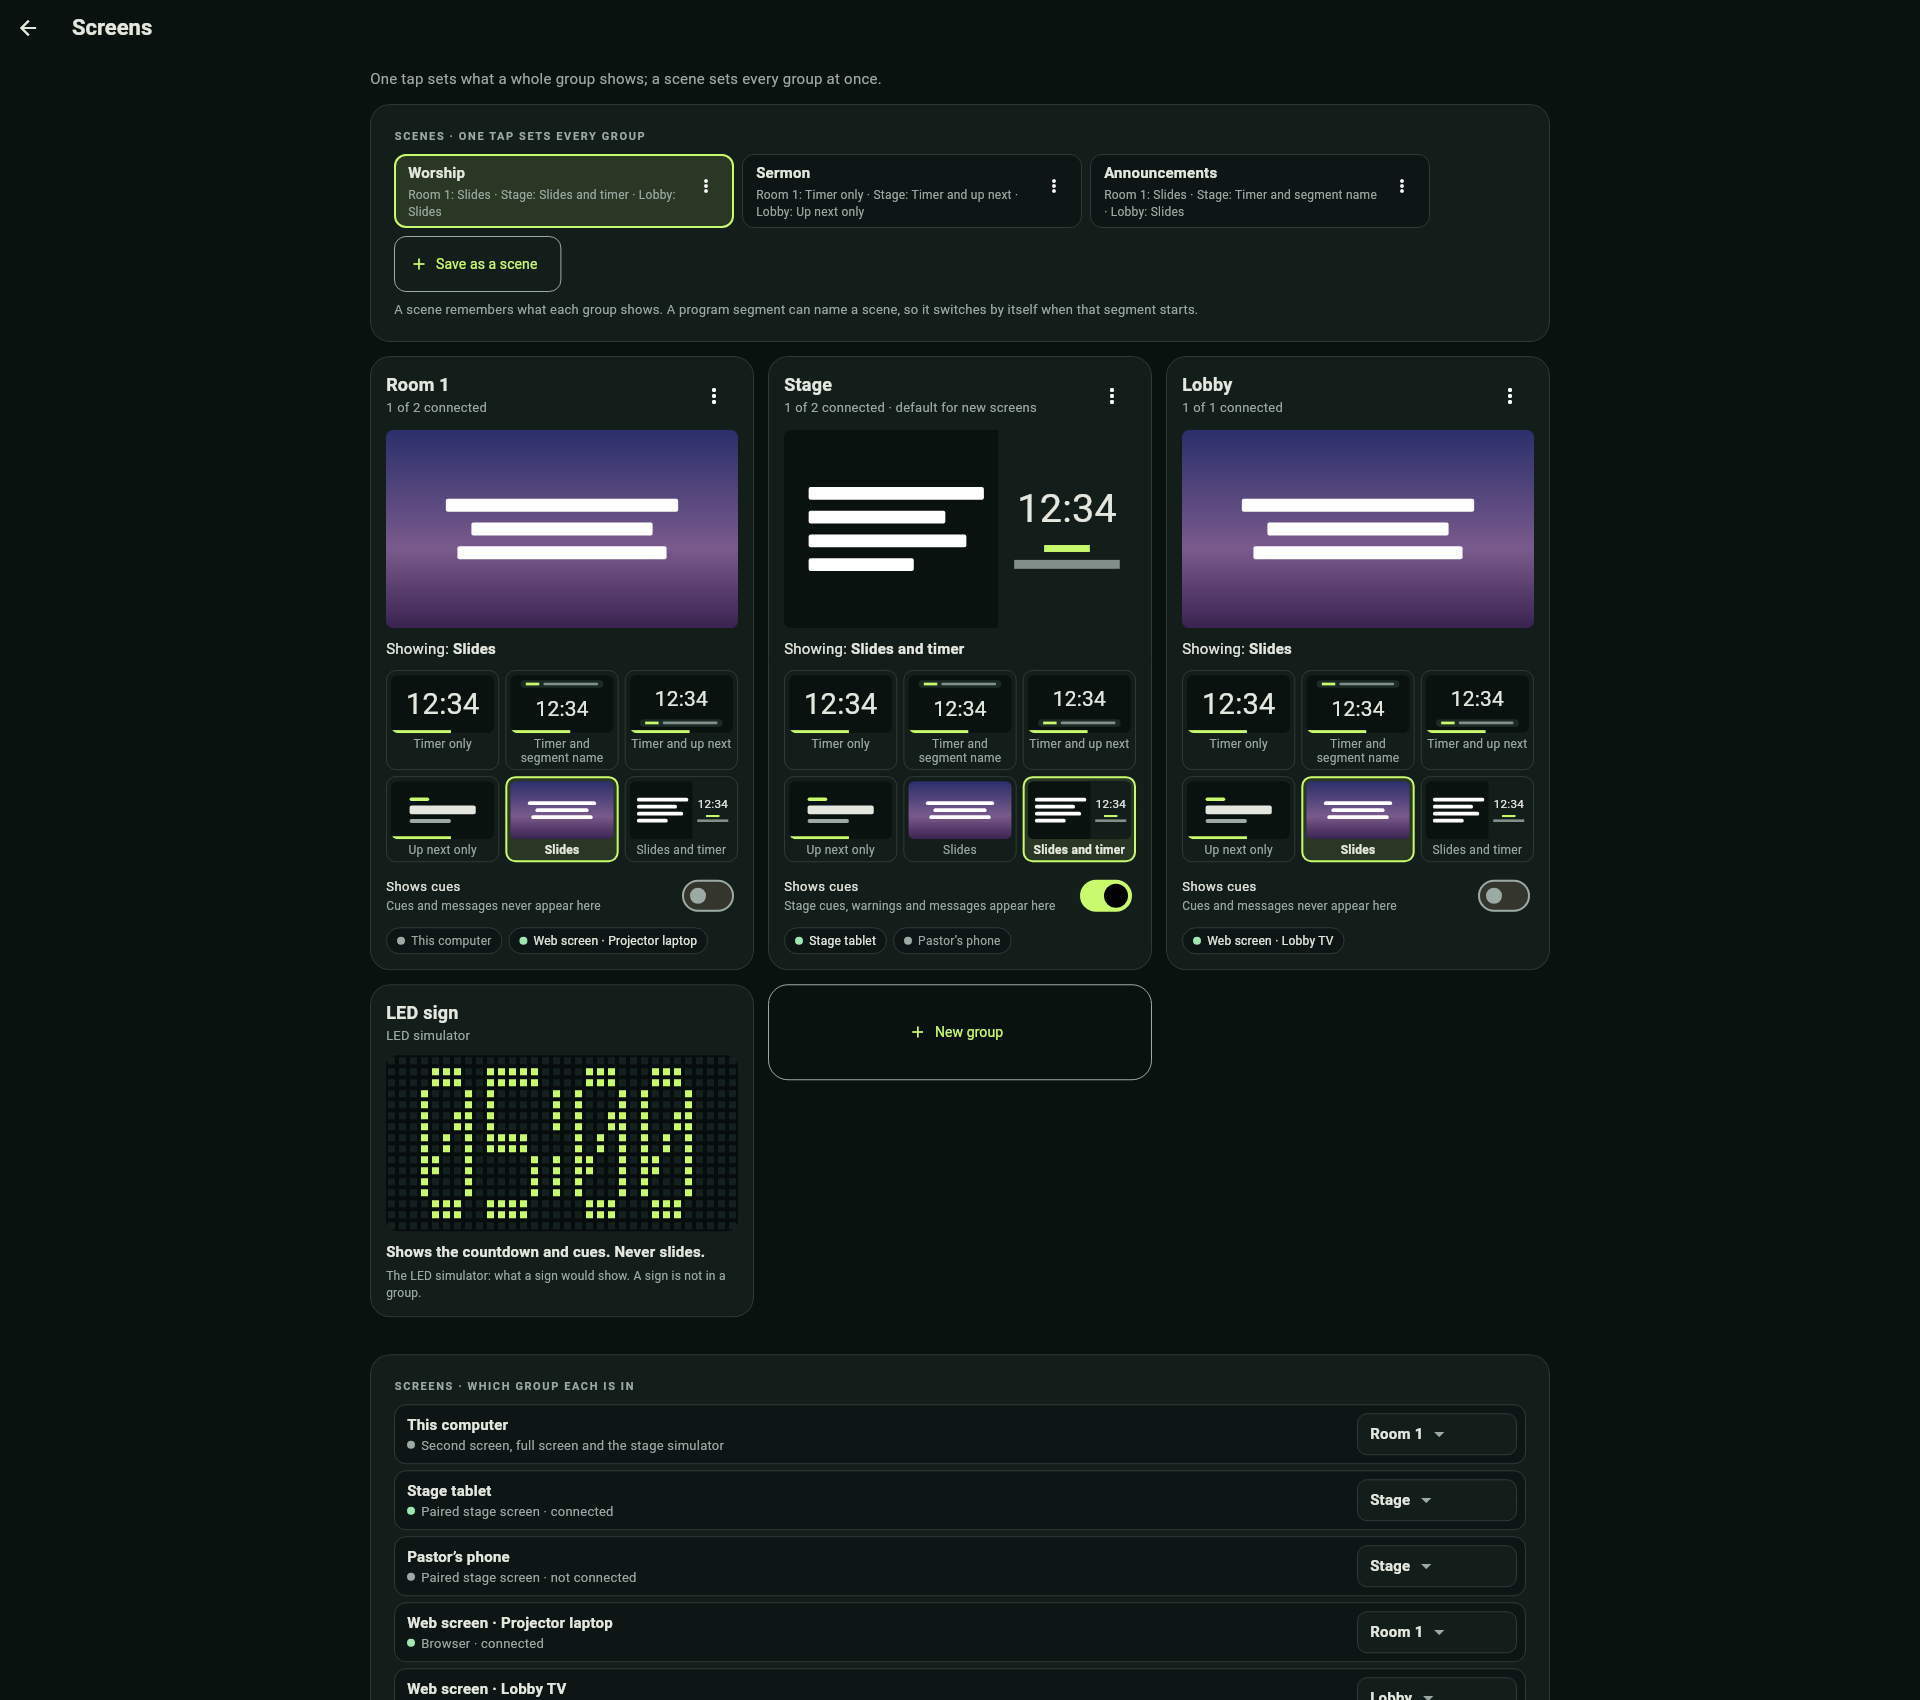 Screens
One tap sets what a whole group shows; a scene sets every group at once.
SCENES · ONE TAP SETS EVERY GROUP
Worship
Room 1: Slides · Stage: Slides and timer · Lobby:
Slides
Sermon
Room 1: Timer only · Stage: Timer and up next ·
Lobby: Up next only
Announcements
Room 1: Slides · Stage: Timer and segment name
· Lobby: Slides
Save as a scene
A scene remembers what each group shows. A program segment can name a scene, so it switches by itself when that segment starts.
Room 1
1 of 2 connected
Showing: Slides
12:34
Timer only
12:34
Timer and
segment name
12:34
Timer and up next
Up next only
Slides
12:34
Slides and timer
Shows cues
Cues and messages never appear here
This computer
Web screen · Projector laptop
Stage
1 of 2 connected · default for new screens
12:34
Showing: Slides and timer
12:34
Timer only
12:34
Timer and
segment name
12:34
Timer and up next
Up next only
Slides
12:34
Slides and timer
Shows cues
Stage cues, warnings and messages appear here
Stage tablet
Pastor's phone
Lobby
1 of 1 connected
Showing: Slides
12:34
Timer only
12:34
Timer and
segment name
12:34
Timer and up next
Up next only
Slides
12:34
Slides and timer
Shows cues
Cues and messages never appear here
Web screen · Lobby TV
LED sign
LED simulator
05:00
Shows the countdown and cues. Never slides.
The LED simulator: what a sign would show. A sign is not in a
group.
New group
SCREENS · WHICH GROUP EACH IS IN
This computer
Second screen, full screen and the stage simulator
Room 1
Stage tablet
Paired stage screen · connected
Stage
Pastor's phone
Paired stage screen · not connected
Stage
Web screen · Projector laptop
Browser · connected
Room 1
Web screen · Lobby TV
Lobby